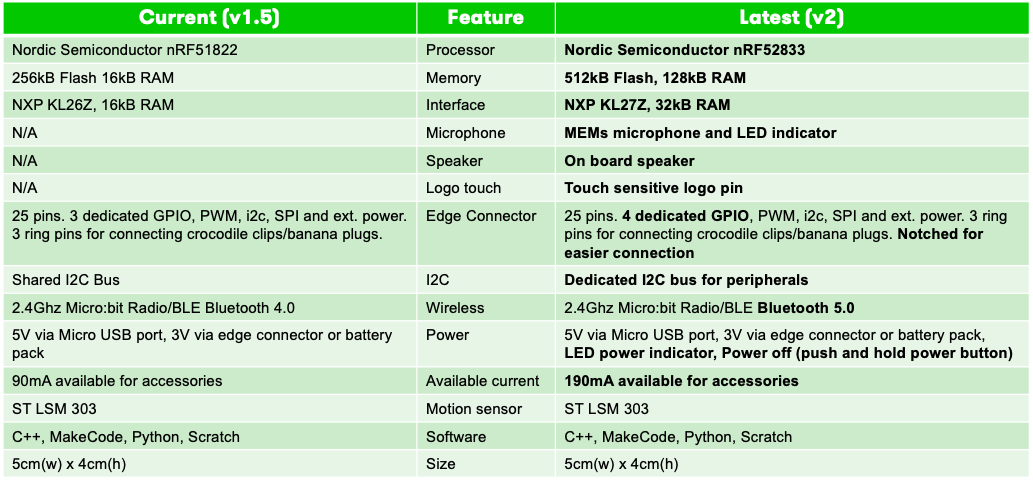 Current (v1.5) Feature Latest (v2)
Nordic Semiconductor nRF51822 Processor Nordic Semiconductor nRF52833
256kB Flash 16kB RAM Memory 512kB Flash, 128kB RAM
NXP KL26Z, 16kB RAM Interface NXP KL27Z, 32kB RAM
N/A Microphone MEMs microphone and LED indicator
N/A Speaker On board speaker
N/A Logo touch Touch sensitive logo pin
25 pins. 3 dedicated GPIO, PWM, i2c, SPI and ext. power.
3 ring pins for connecting crocodile clips/banana plugs.
Edge Connector
25 pins. 4 dedicated GPIO, PWM, i2c, SPI and ext. power. 3 ring
pins for connecting crocodile clips/banana plugs. Notched for
easier connection
Shared I2C Bus I2C Dedicated I2C bus for peripherals
2.4Ghz Micro:bit Radio/BLE Bluetooth 4.0 Wireless 2.4Ghz Micro:bit Radio/BLE Bluetooth 5.0
5V via Micro USB port, 3V via edge connector or battery
pack
Power
5V via Micro USB port, 3V via edge connector or battery pack,
LED power indicator, Power off (push and hold power button)
90mA available for accessories Available current 190mA available for accessories
ST LSM 303 Motion sensor ST LSM 303
C++, MakeCode, Python, Scratch Software C++, MakeCode, Python, Scratch
5cm(w) x 4cm(h) Size 5cm(w) x 4cm(h)